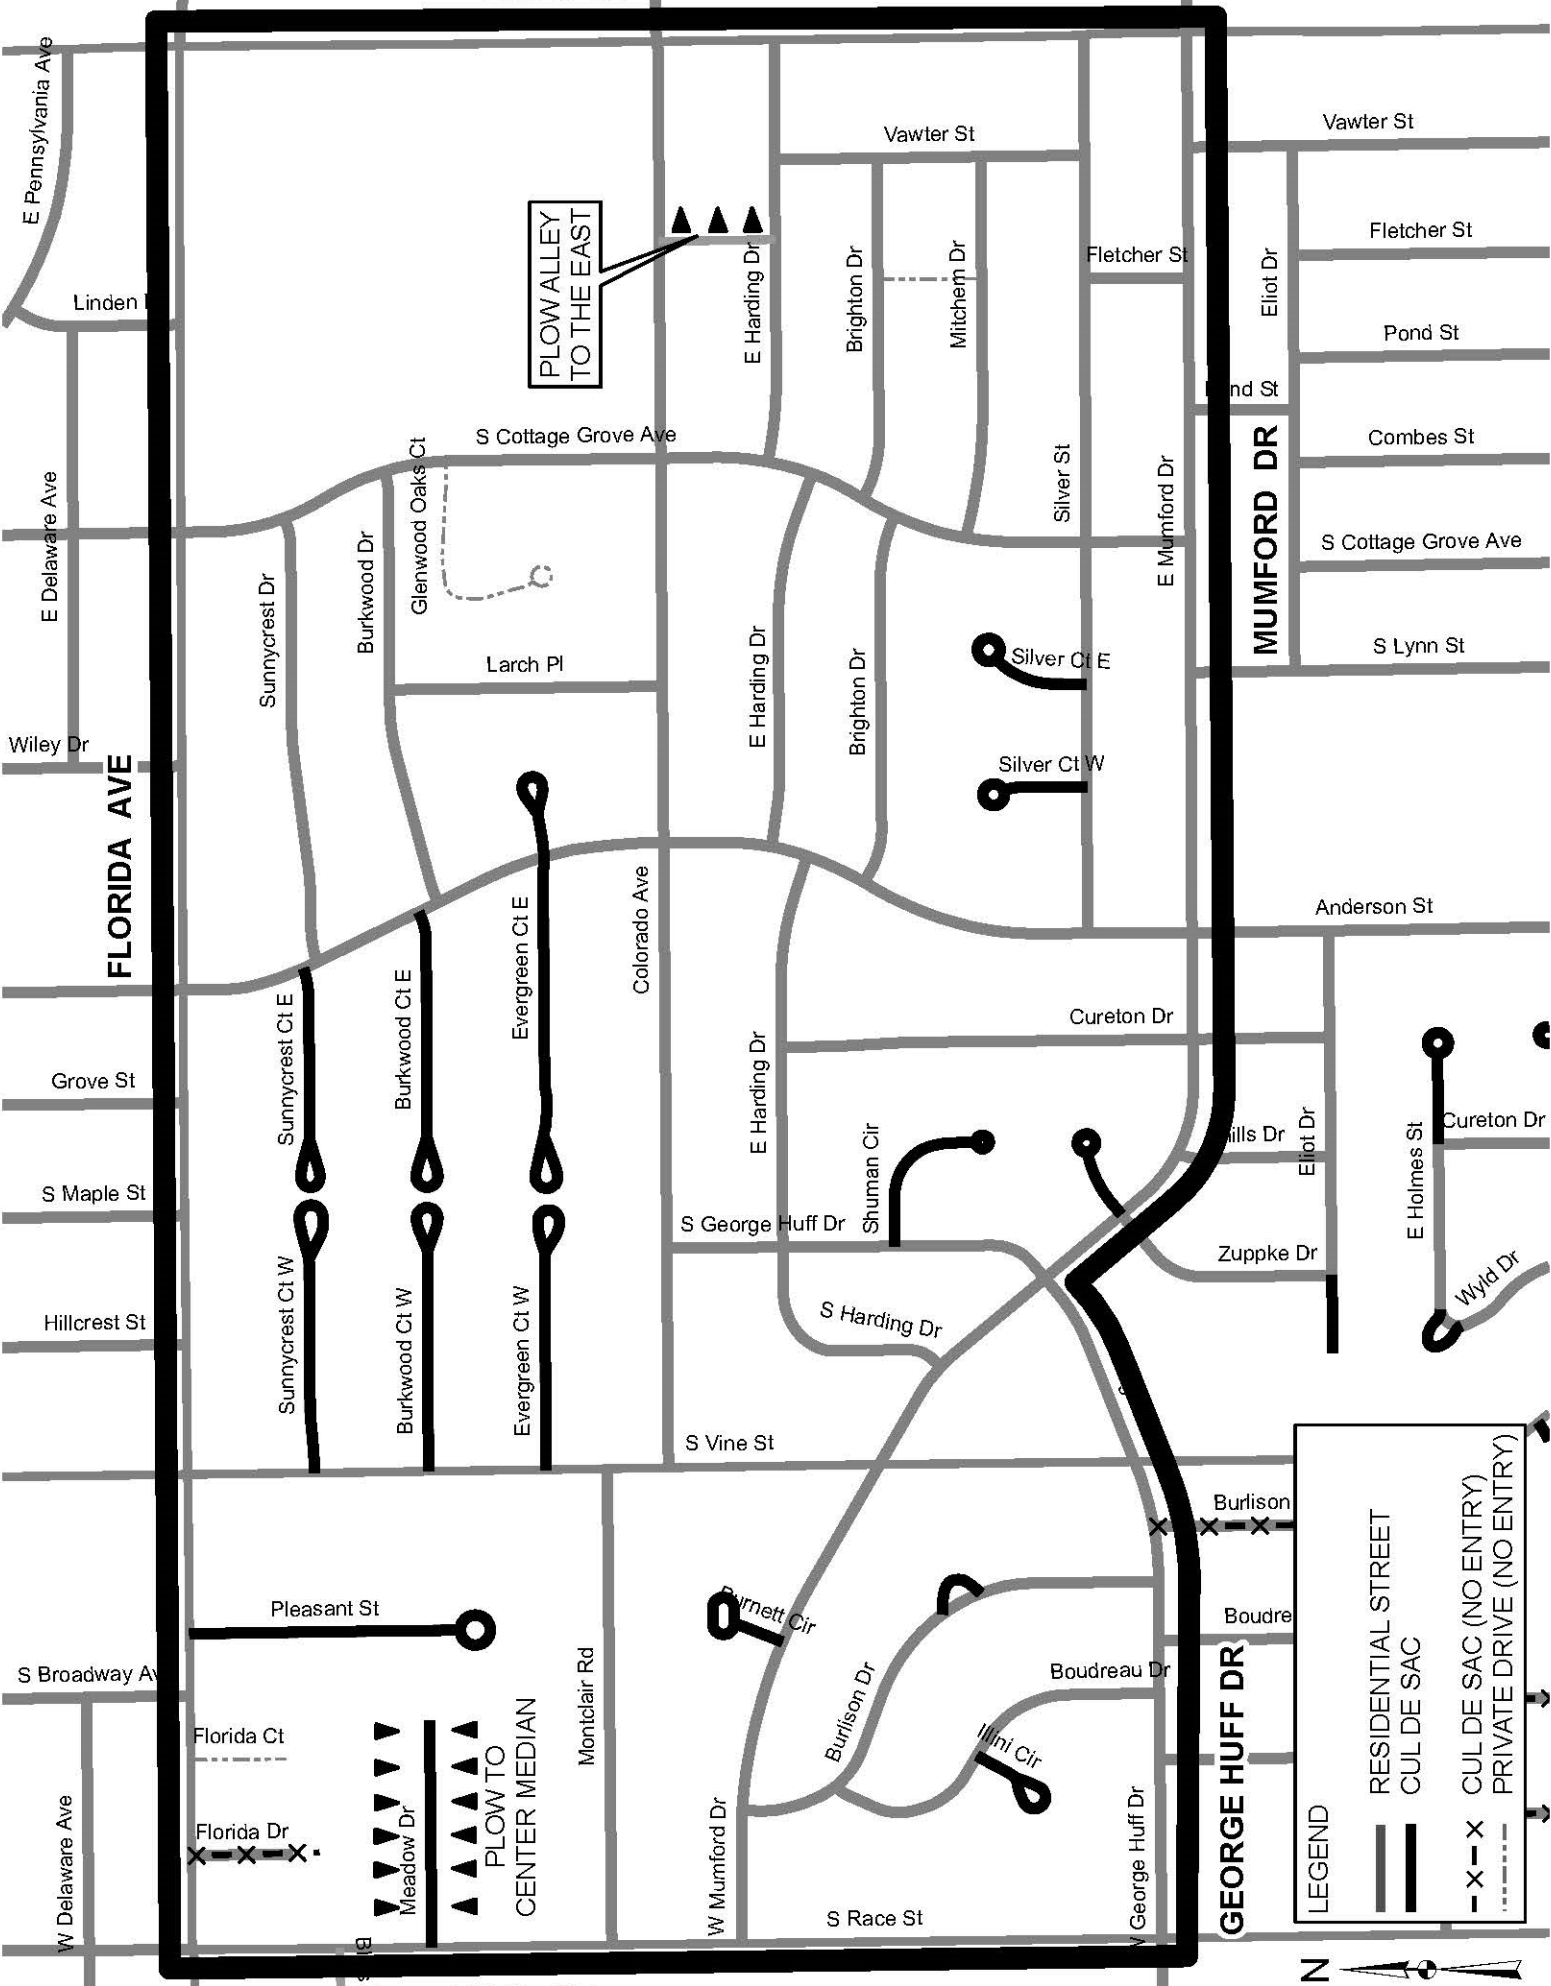 E Pennsylvania Ave
Linden
E Delaware Ave
Wiley Dr
FLORIDA AVE
Grove St
S Maple St
Hillcrest St
S Broadway Av
W Delaware Ave
PLOW ALLEY
TO THE EAST
Vawter St
Vawter St
E Harding Dr
Brighton Dr
Mitchem Dr
Fletcher St
Eliot Dr
Fletcher St
Pond St
S Cottage Grove Ave
Glenwood Oaks Ct
Burkwood Dr
Sunnycrest Dr
Silver St
E Mumford Dr
MUMFORD DR
Combes St
S Cottage Grove Ave
S Lynn St
Larch Pl
E Harding Dr
Brighton Dr
Silver Ct E
Silver Ct W
Anderson St
Colorado Ave
Evergreen Ct E
Burkwood Ct E
Sunnycrest Ct E
E Harding Dr
Cureton Dr
Shuman Cir
S George Huff Dr
ills Dr
Eliot Dr
E Holmes St
Cureton Dr
Zuppke Dr
Wyld Dr
S Harding Dr
Sunnycrest Ct W
Burkwood Ct W
Evergreen Ct W
S Vine St
Burlison
Pleasant St
Burnett Cir
Boudre
Florida Ct
Florida Dr
Meadow Dr
PLOW TO
CENTER MEDIAN
Montclair Rd
Burlison Dr
Boudreau Dr
Illini Cir
W Mumford Dr
S Race St
George Huff Dr
GEORGE HUFF DR
LEGEND
RESIDENTIAL STREET
CUL DE SAC
CUL DE SAC (NO ENTRY)
PRIVATE DRIVE (NO ENTRY)
N